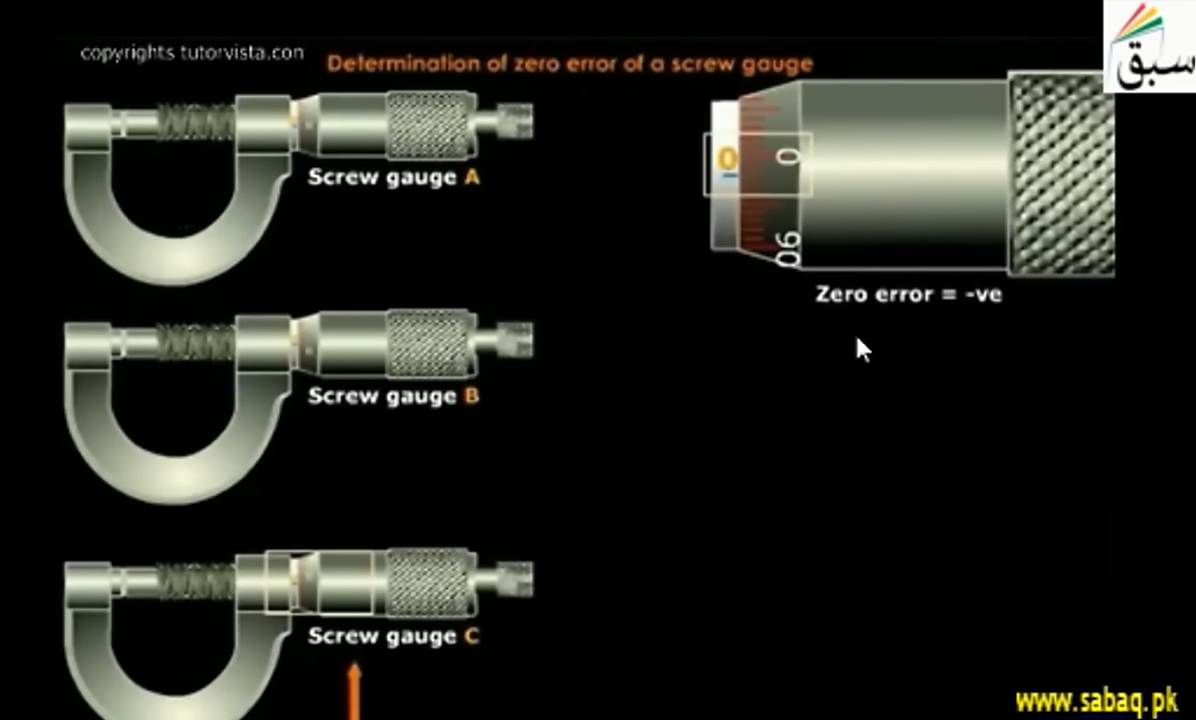 copyrights tutorvista.con
Determination of zero error of a screw gauge
سبق
Screw gauge A
0
0
90
Zero error = -ve
Screw gauge B
Screw gauge C
www.sabaq.pk